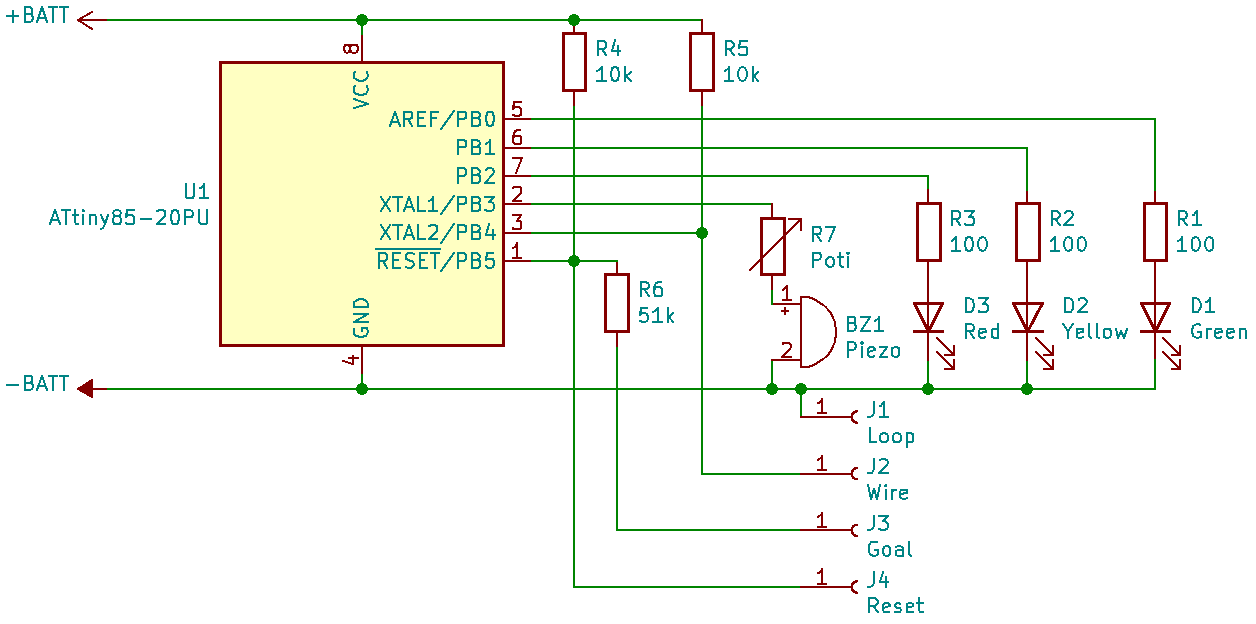 +BATT
8
VCC
R4
10k
R5
10k
AREF/PB0
5
PB1
6
PB2
7
XTAL1/PB3
2
XTAL2/PB4
3
RESET/PB5
1
U1
ATtiny85-20PU
GND
4
R3
100
R2
100
R1
100
R7
Poti
R6
51k
1
+
2
BZ1
Piezo
D3
Red
D2
Yellow
D1
Green
-BATT
1
J1
Loop
1
J2
Wire
1
J3
Goal
1
J4
Reset